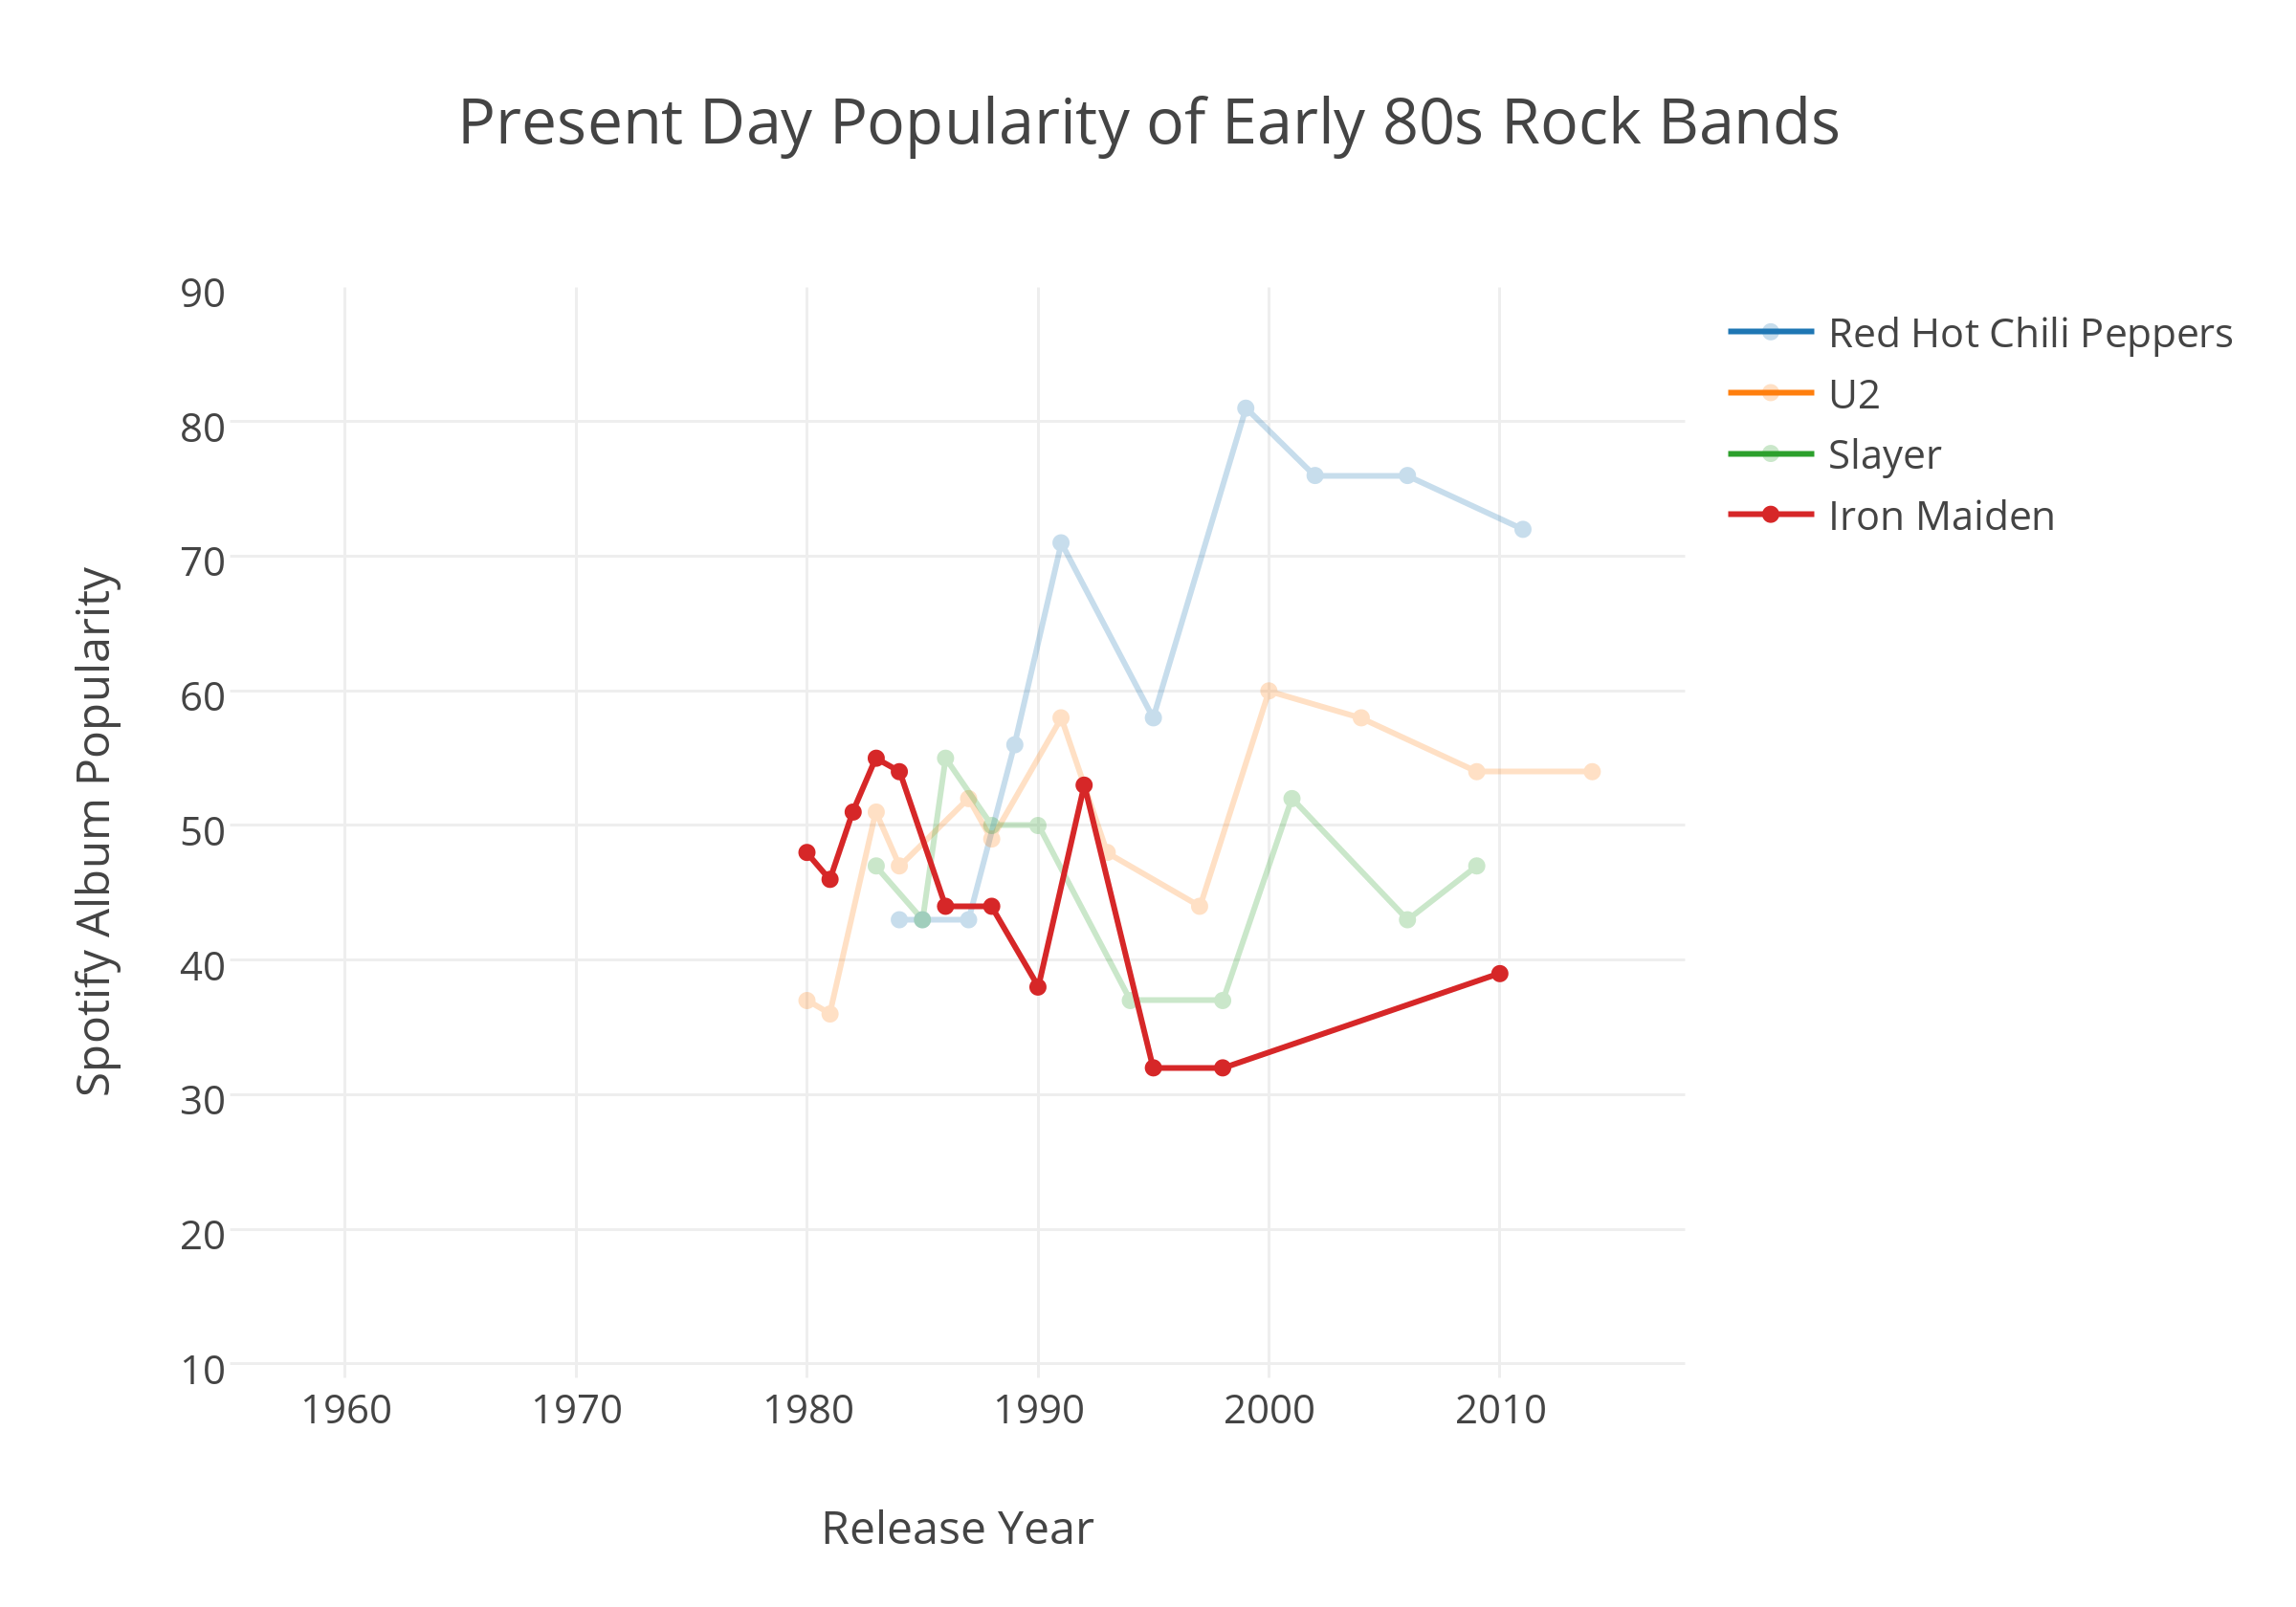 Present Day Popularity of Early 80s Rock Bands
90
80
70
60
50
40
30
20
10
Spotify Album Popularity
1960 1970 1980 1990 2000 2010
Release Year
Red Hot Chili Peppers
U2
Slayer
Iron Maiden